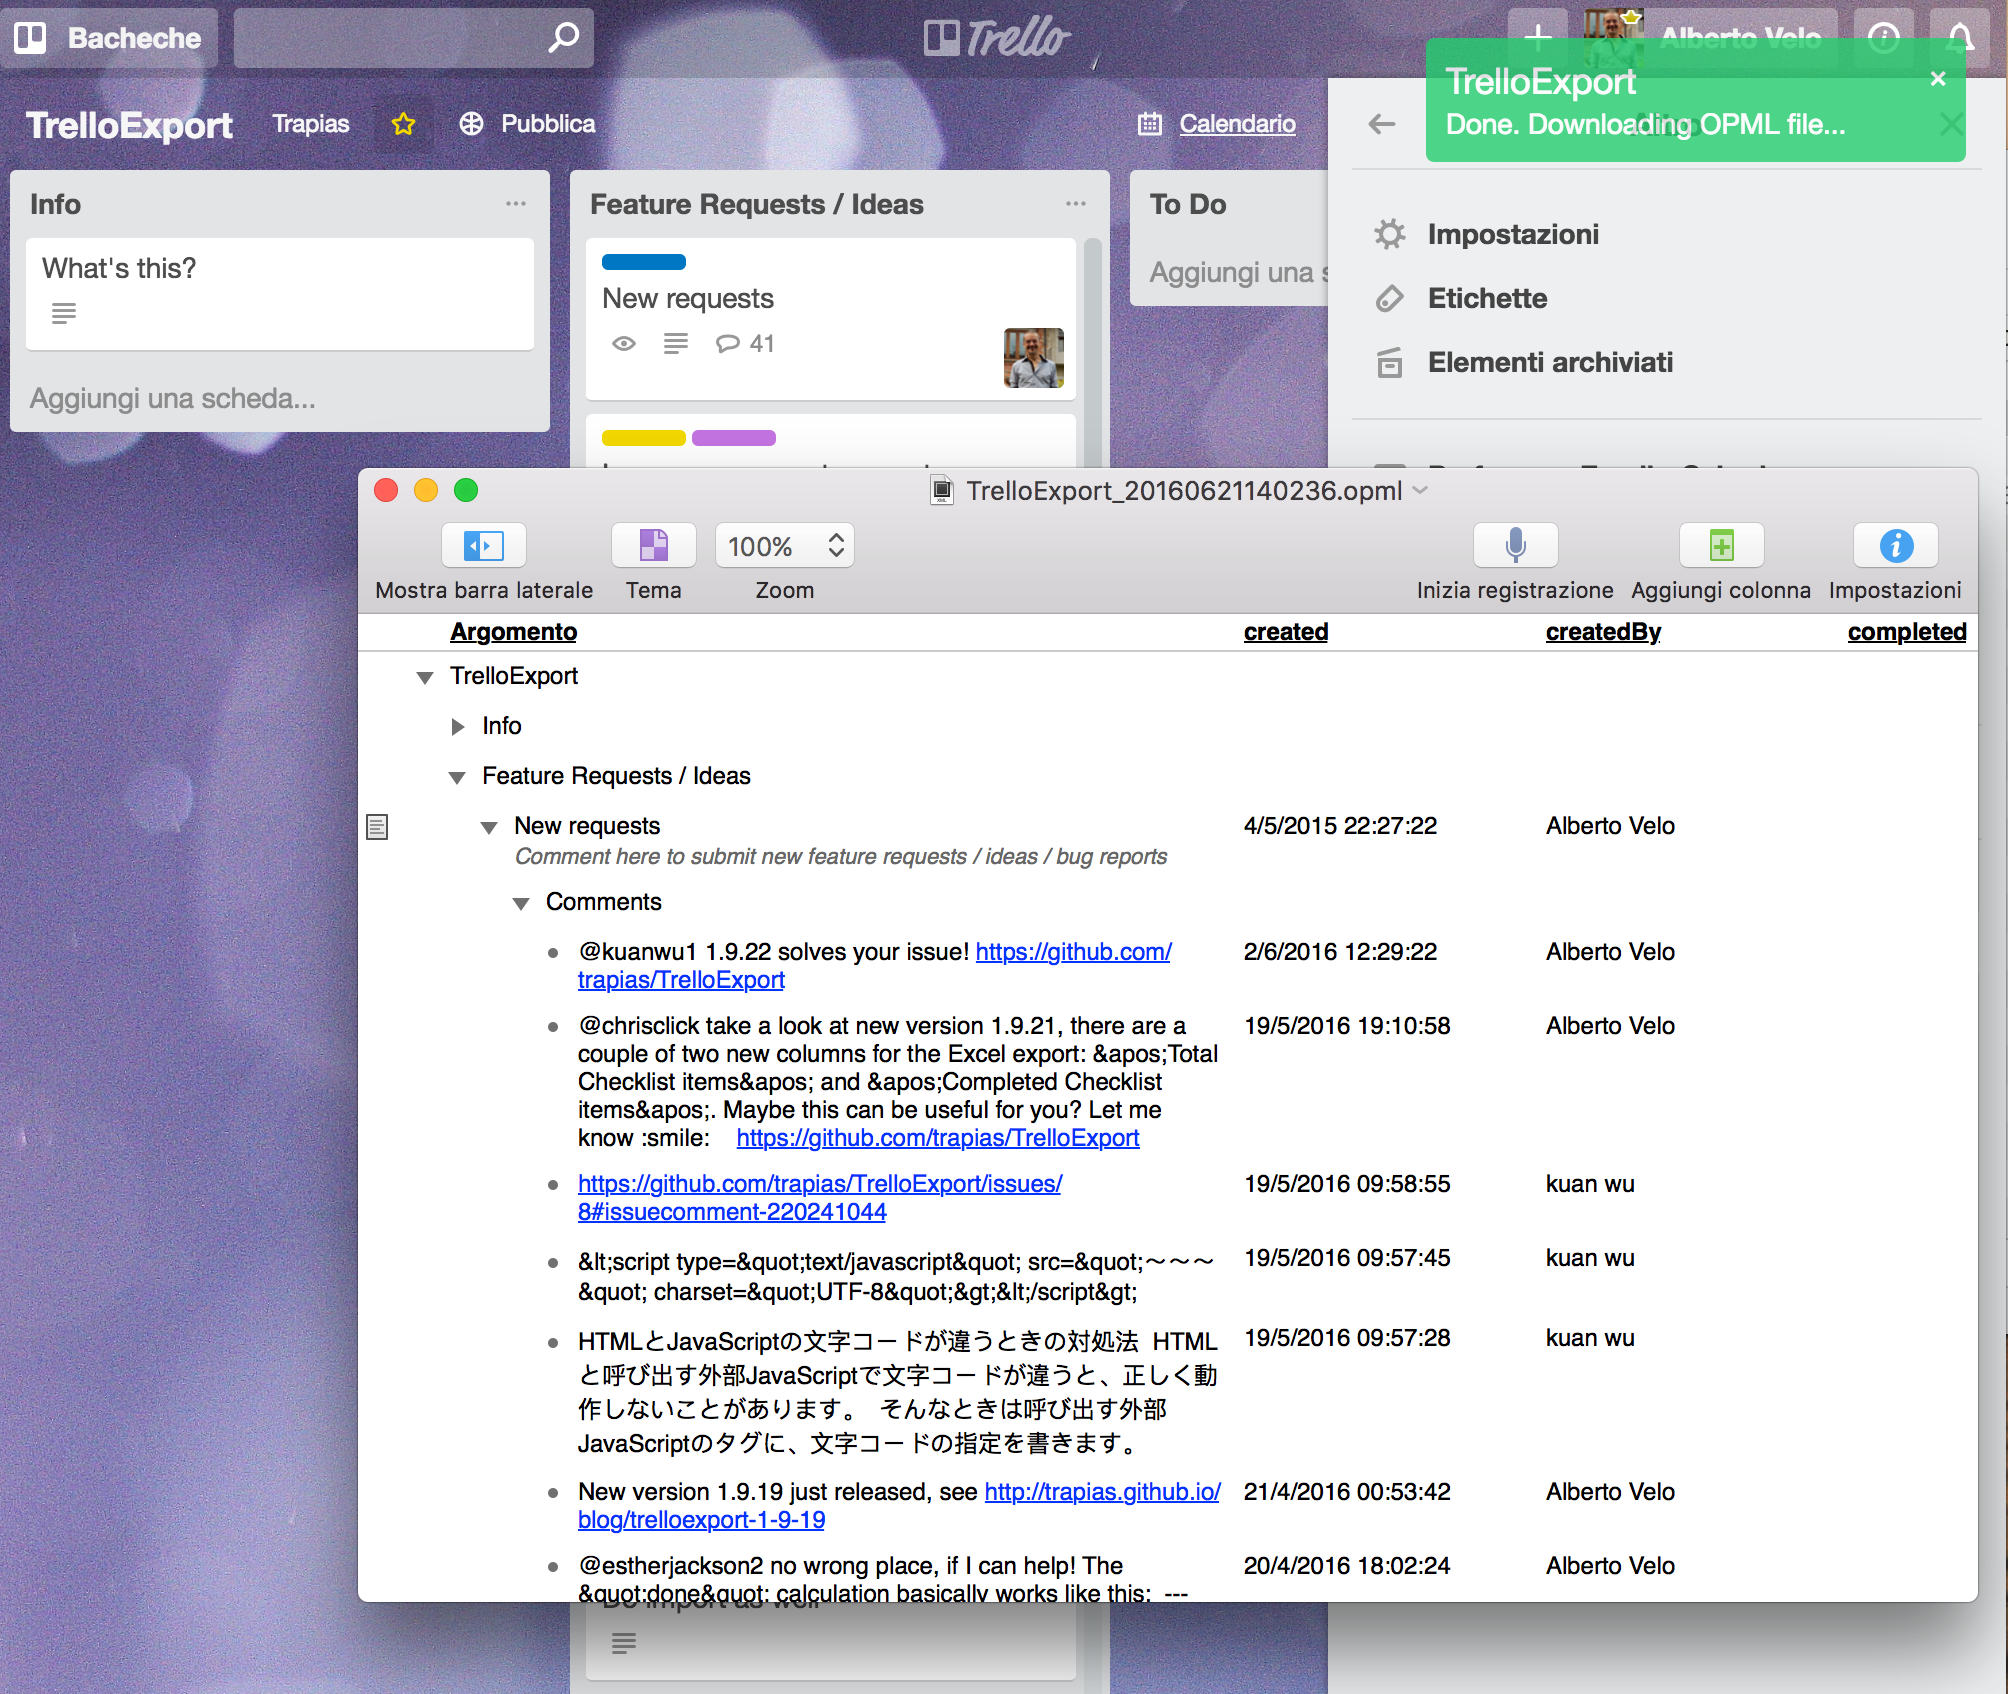 Bacheche
Trello
Alberto Velo
TrelloExport
Done. Downloading OPML file...
TrelloExport
Trapias
Pubblica
Calendario
Info
What's this?
Aggiungi una scheda...
Feature Requests / Ideas
New requests
41
To Do
Aggiungi una s
Impostazioni
Etichette
Elementi archiviati
TrelloExport_20160621140236.opml
100%
Mostra barra laterale
Tema
Zoom
Inizia registrazione
Aggiungi colonna
Impostazioni
Argomento created createdBy completed
TrelloExport
Info
Feature Requests / Ideas
New requests 4/5/2015 22:27:22 Alberto Velo
Comment here to submit new feature requests / ideas / bug reports
Comments
@kuanwu1 1.9.22 solves your issue! https://github.com/ 2/6/2016 12:29:22 Alberto Velo
trapias/TrelloExport
@chrisclick take a look at new version 1.9.21, there are a 19/5/2016 19:10:58 Alberto Velo
couple of two new columns for the Excel export: &apos;Total
Checklist items&apos; and &apos;Completed Checklist
items&apos;. Maybe this can be useful for you? Let me
know :smile: https://github.com/trapias/TrelloExport
https://github.com/trapias/TrelloExport/issues/ 19/5/2016 09:58:55 kuan wu
8#issuecomment-220241044
&lt;script type=&quot;text/javascript&quot; src=&quot;～～～ 19/5/2016 09:57:45 kuan wu
&quot; charset=&quot;UTF-8&quot;&gt;&lt;/script&gt;
HTMLとJavaScriptの文字コードが違うときの対処法 HTML 19/5/2016 09:57:28 kuan wu
と呼び出す外部JavaScriptで文字コードが違うと、正しく動
作しないことがあります。 そんなときは呼び出す外部
JavaScriptのタグに、文字コードの指定を書きます。
New version 1.9.19 just released, see http://trapias.github.io/ 21/4/2016 00:53:42 Alberto Velo
blog/trelloexport-1-9-19
@estherjackson2 no wrong place, if I can help! The 20/4/2016 18:02:24 Alberto Velo
&quot;done&quot; calculation basically works like this: ---
Do import as well